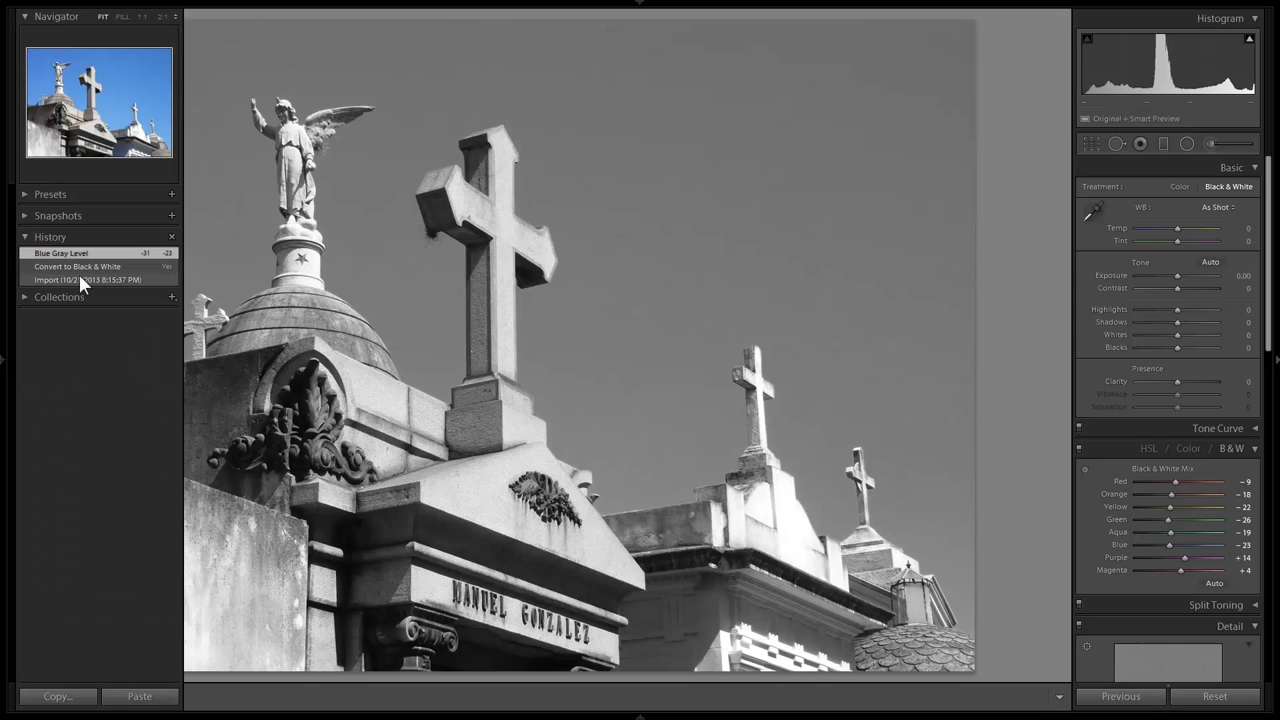 Navigator FIT FILL 1:1 2:1
Presets
Snapshots
History
Blue Gray Level -31 -23
Convert to Black & White Yes
Import (10/2 2013 8:15:37 PM)
Collections
Copy... Paste
MANUEL GONZALEZ
Histogram
Original + Smart Preview
Basic
Treatment : Color Black & White
WB : As Shot
Temp 0
Tint 0
Tone Auto
Exposure 0.00
Contrast 0
Highlights 0
Shadows 0
Whites 0
Blacks 0
Presence
Clarity 0
Vibrance 0
Saturation 0
Tone Curve
HSL / Color / B & W
Black & White Mix
Red - 9
Orange - 18
Yellow - 22
Green - 26
Aqua - 19
Blue - 23
Purple + 14
Magenta + 4
Auto
Split Toning
Detail
Previous Reset